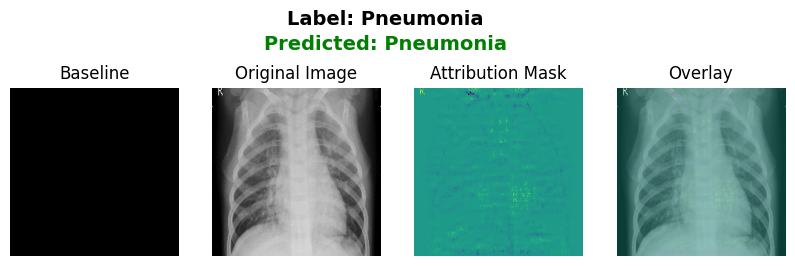 Label: Pneumonia
Predicted: Pneumonia
Baseline
Original Image
Attribution Mask
Overlay
R
R
R